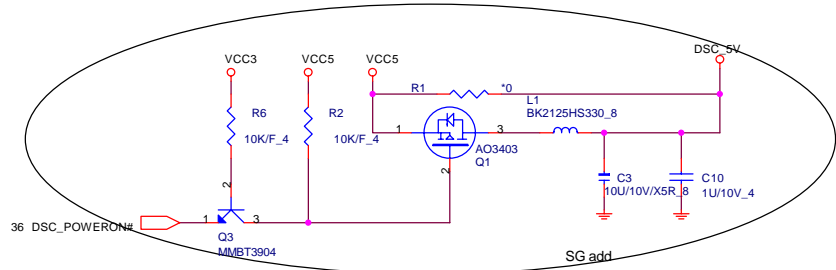 VCC3
VCC5
VCC5
DSC_5V
R1
*0
R6
R2
L1
BK2125HS330_8
10K/F_4
10K/F_4
1
3
AO3403
Q1
2
2
C3
10U/10V/X5R_8
C10
1U/10V_4
36 DSC_POWERON#
1
3
Q3
MMBT3904
SG add